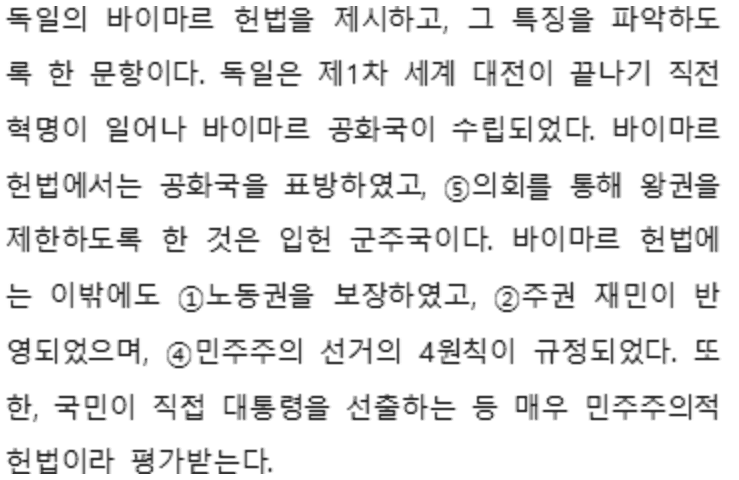 독일의 바이마르 헌법을 제시하고, 그 특징을 파악하도
록 한 문항이다. 독일은 제1차 세계 대전이 끝나기 직전
혁명이 일어나 바이마르 공화국이 수립되었다. 바이마르
헌법에서는 공화국을 표방하였고, ⑤의회를 통해 왕권을
제한하도록 한 것은 입헌 군주국이다. 바이마르 헌법에
는 이밖에도 ①노동권을 보장하였고, ②주권 재민이 반
영되었으며, ④민주주의 선거의 4원칙이 규정되었다. 또
한, 국민이 직접 대통령을 선출하는 등 매우 민주주의적
헌법이라 평가받는다.